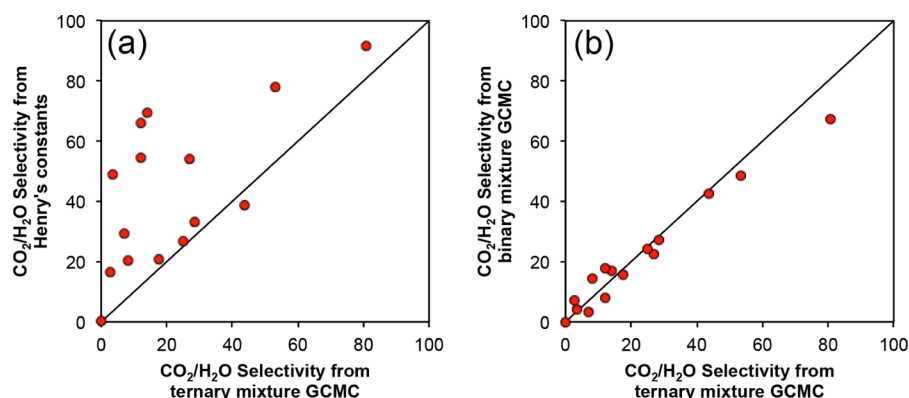 (a)
CO₂/H₂O Selectivity from
Henry's constants
100
80
60
40
20
0
0 20 40 60 80 100
CO₂/H₂O Selectivity from
ternary mixture GCMC
(b)
CO₂/H₂O Selectivity from
binary mixture GCMC
100
80
60
40
20
0
0 20 40 60 80 100
CO₂/H₂O Selectivity from
ternary mixture GCMC